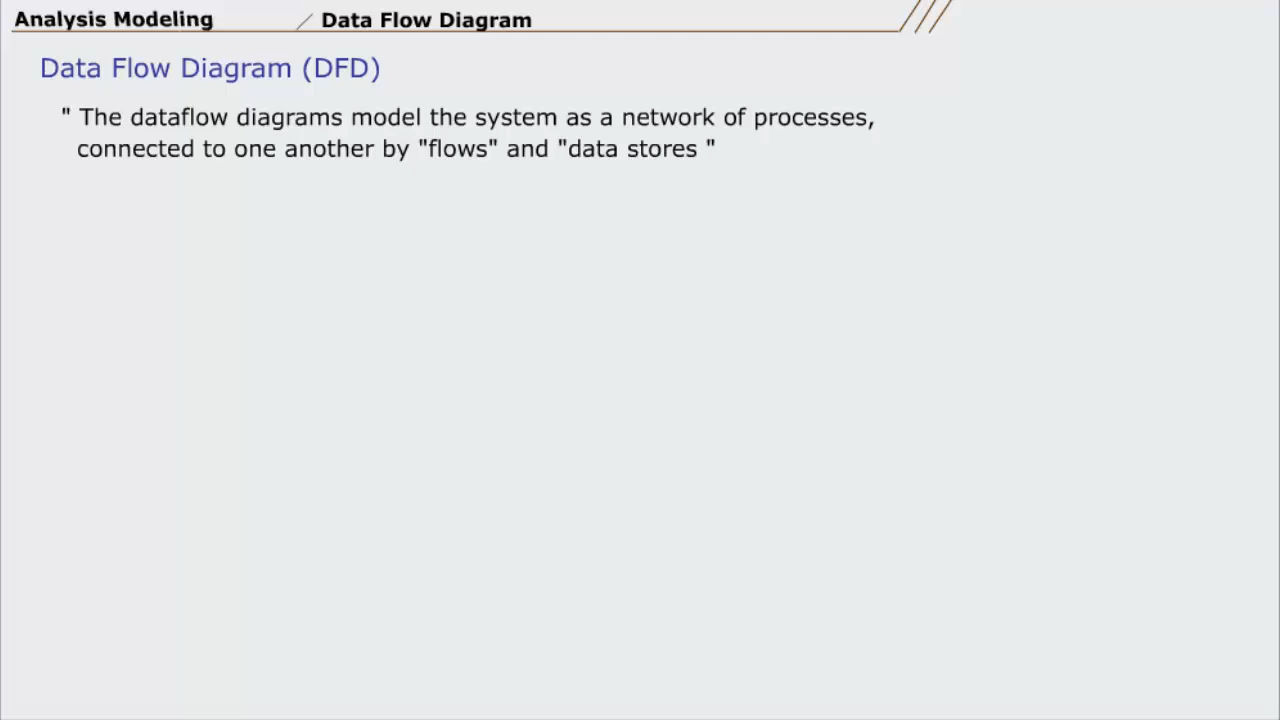 Analysis Modeling / Data Flow Diagram
Data Flow Diagram (DFD)
" The dataflow diagrams model the system as a network of processes,
connected to one another by "flows" and "data stores "